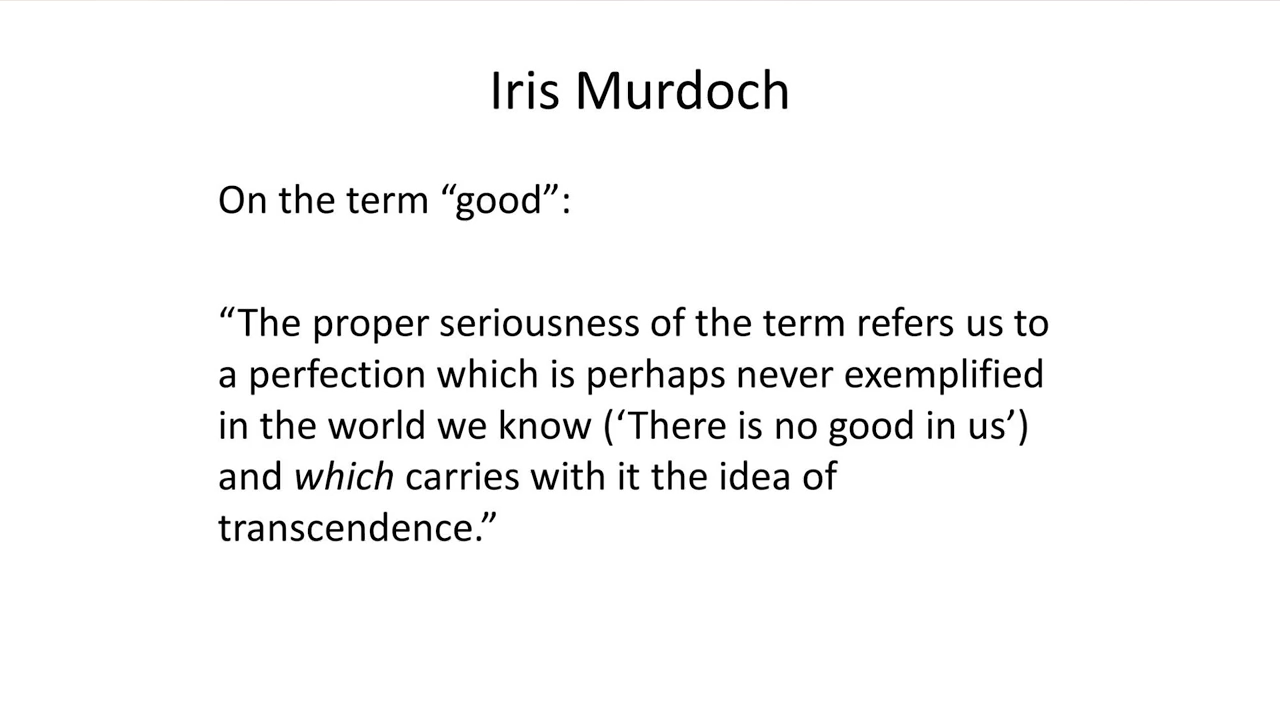 Iris Murdoch
On the term “good”:
“The proper seriousness of the term refers us to
a perfection which is perhaps never exemplified
in the world we know (‘There is no good in us’)
and which carries with it the idea of
transcendence.”